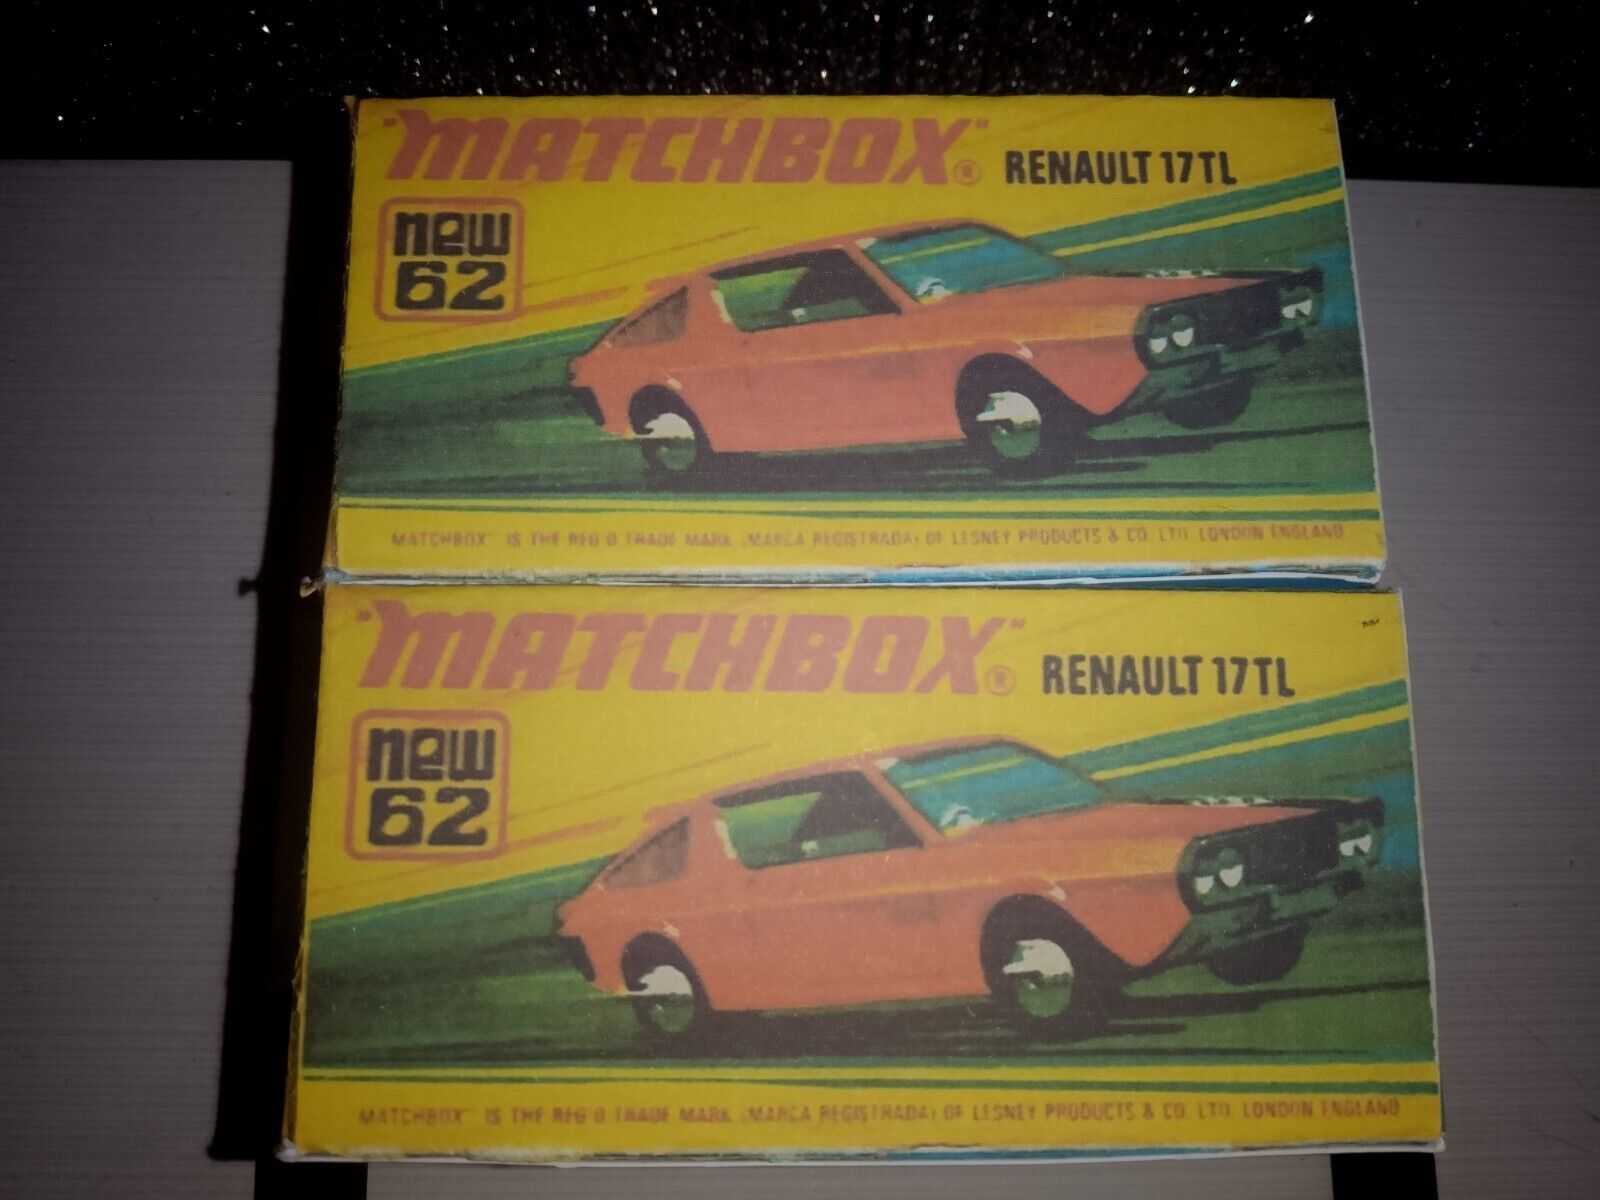 "MATCHBOX"®
RENAULT 17TL
new
62
MATCHBOX" IS THE REG'D TRADE MARK (MARCA REGISTRADA) OF LESNEY PRODUCTS & CO. LTD. LONDON ENGLAND
"MATCHBOX"®
RENAULT 17TL
new
62
MATCHBOX" IS THE REG'D TRADE MARK (MARCA REGISTRADA) OF LESNEY PRODUCTS & CO. LTD. LONDON ENGLAND